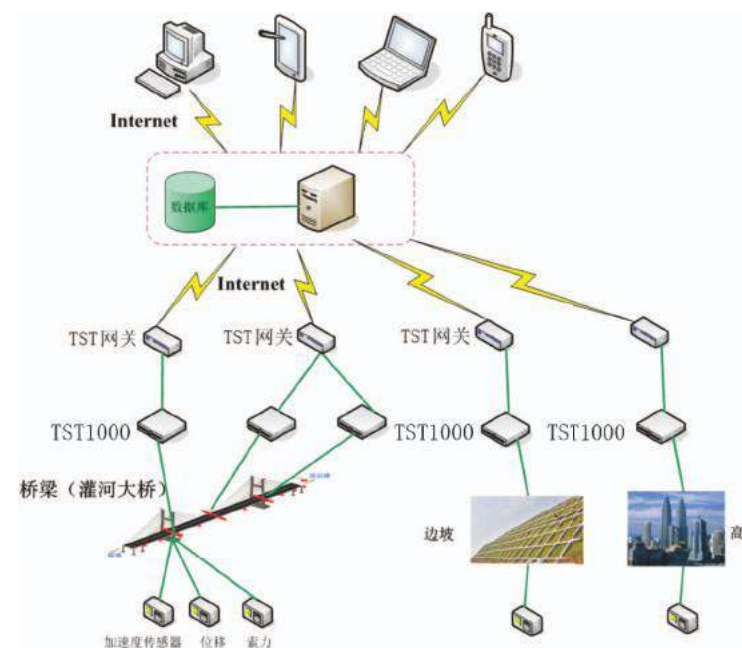 Internet
数据库
Internet
TST网关
TST网关
TST网关
TST1000
TST1000
TST1000
桥梁（灌河大桥）
边坡
高
加速度传感器
位移
索力